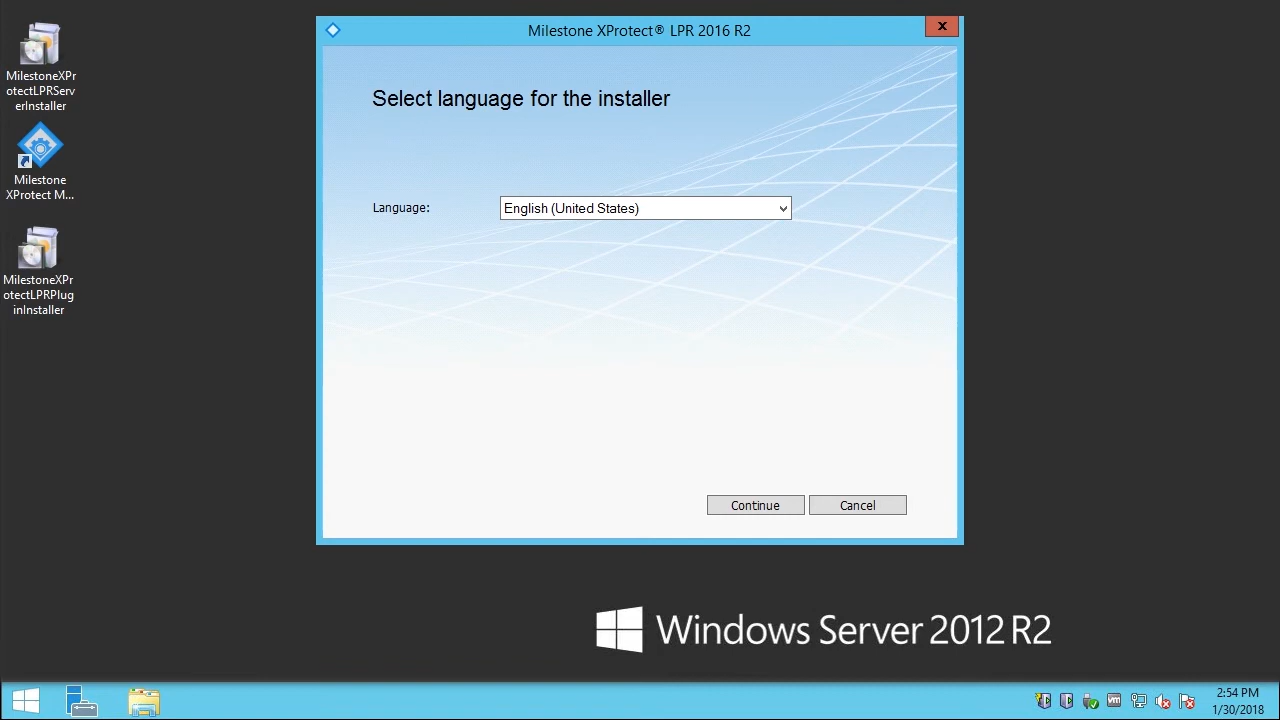 Milestone XProtect® LPR 2016 R2
MilestoneXPr
otectLPRServ
erInstaller
Milestone
XProtect M...
MilestoneXPr
otectLPRPlug
inInstaller
Select language for the installer
Language:
English (United States)
Continue
Cancel
Windows Server 2012 R2
2:54 PM
1/30/2018